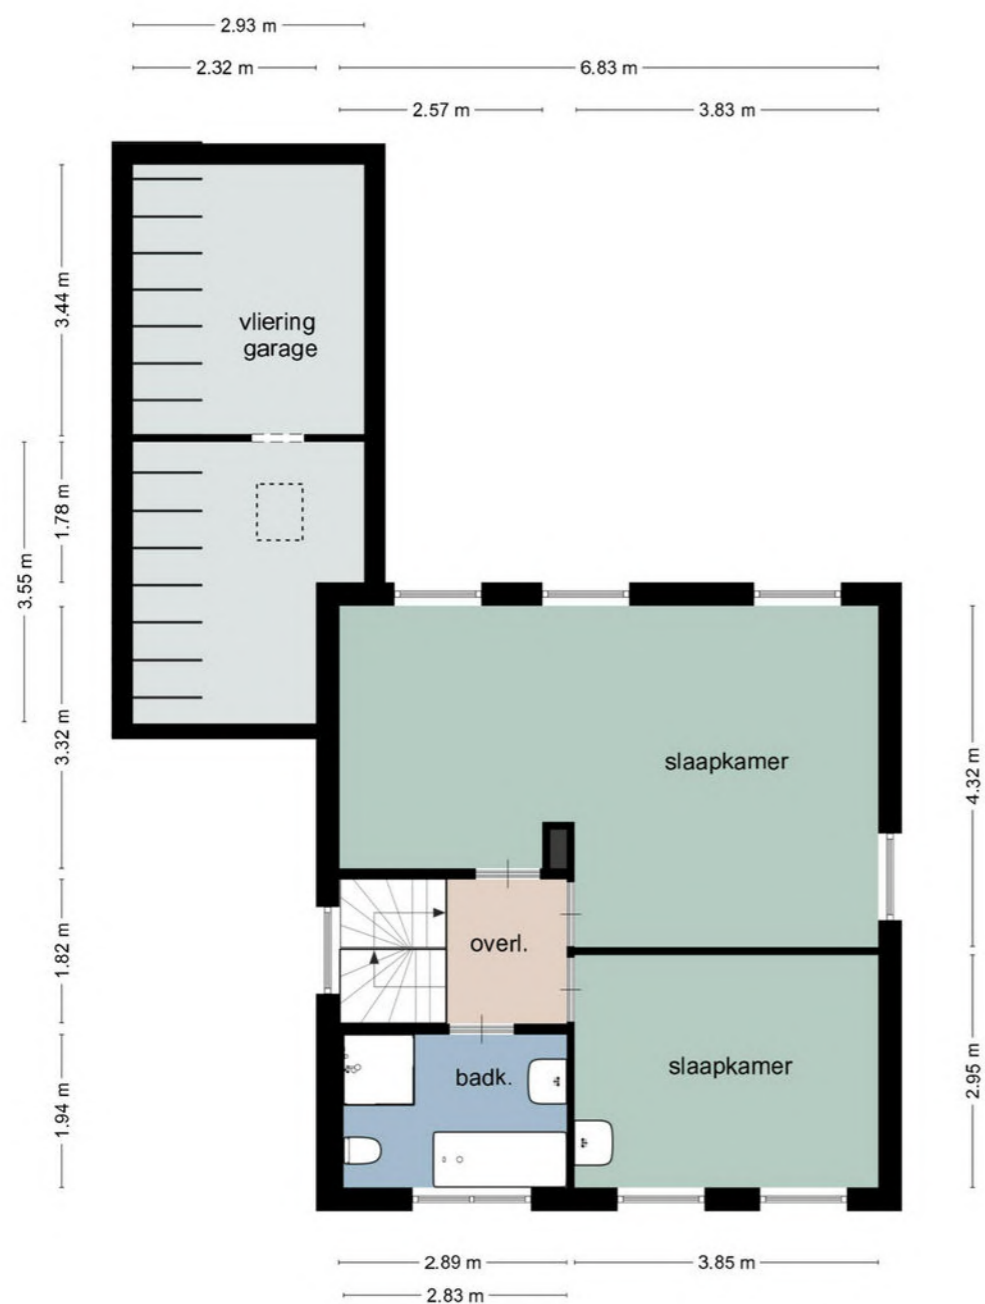 2.93 m
2.32 m
6.83 m
2.57 m
3.83 m
3.44 m
vliering
garage
1.78 m
3.55 m
3.32 m
slaapkamer
4.32 m
overl.
1.82 m
badk.
slaapkamer
1.94 m
2.95 m
2.89 m
3.85 m
2.83 m